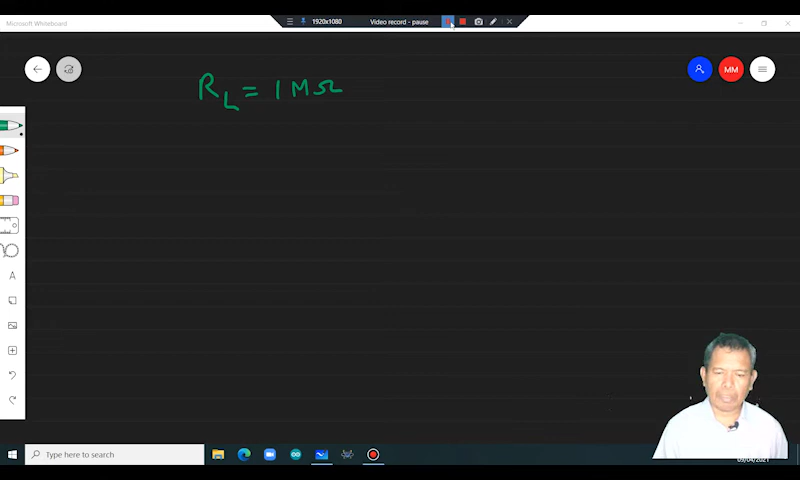 Microsoft Whiteboard
1920x1080
Video record - pause
MM
R_L = 1 MΩ
A
Type here to search
09/04/2021